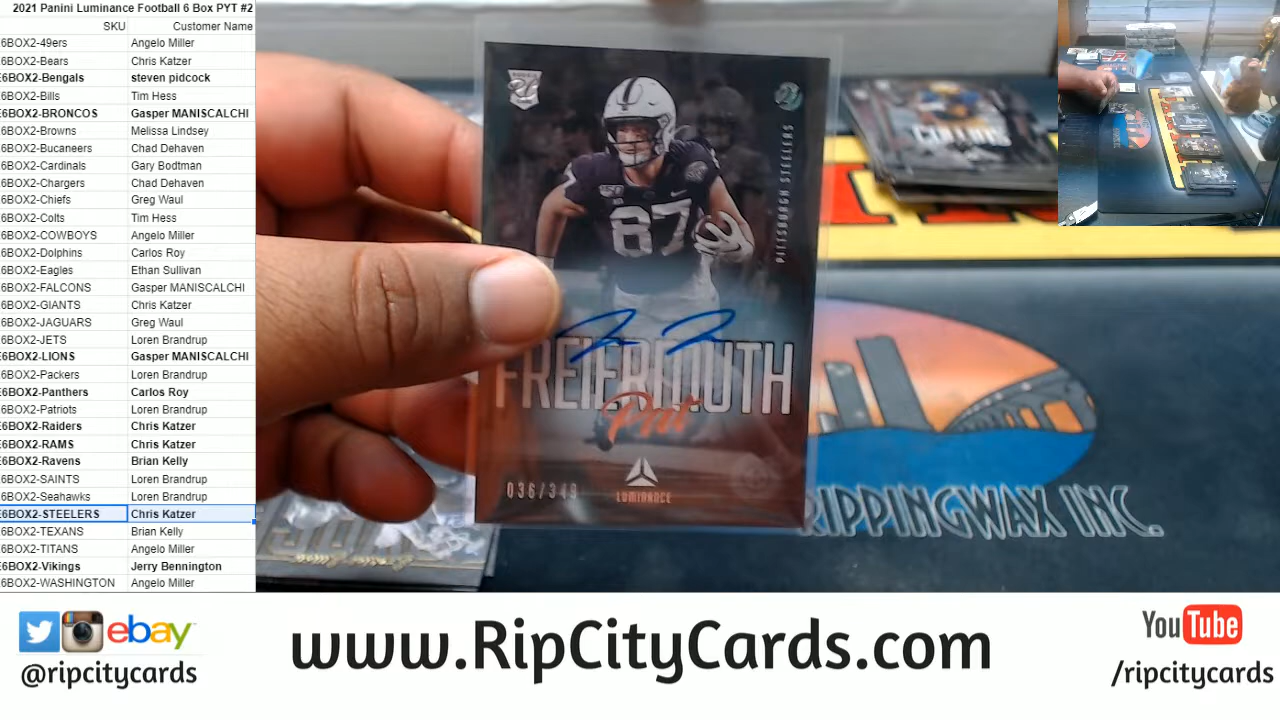 2021 Panini Luminance Football 6 Box PYT #2
SKU Customer Name
6BOX2-49ers Angelo Miller
6BOX2-Bears Chris Katzer
6BOX2-Bengals steven pidcock
6BOX2-Bills Tim Hess
6BOX2-BRONCOS Gasper MANISCALCHI
6BOX2-Browns Melissa Lindsey
6BOX2-Bucaneers Chad Dehaven
6BOX2-Cardinals Gary Bodtman
6BOX2-Chargers Chad Dehaven
6BOX2-Chiefs Greg Waul
6BOX2-Colts Tim Hess
6BOX2-COWBOYS Angelo Miller
6BOX2-Dolphins Carlos Roy
6BOX2-Eagles Ethan Sullivan
6BOX2-FALCONS Gasper MANISCALCHI
6BOX2-GIANTS Chris Katzer
6BOX2-JAGUARS Greg Waul
6BOX2-JETS Loren Brandrup
6BOX2-LIONS Gasper MANISCALCHI
6BOX2-Packers Loren Brandrup
6BOX2-Panthers Carlos Roy
6BOX2-Patriots Loren Brandrup
6BOX2-Raiders Chris Katzer
6BOX2-RAMS Chris Katzer
6BOX2-Ravens Brian Kelly
6BOX2-SAINTS Loren Brandrup
6BOX2-Seahawks Loren Brandrup
6BOX2-STEELERS Chris Katzer
6BOX2-TEXANS Brian Kelly
6BOX2-TITANS Angelo Miller
6BOX2-Vikings Jerry Bennington
6BOX2-WASHINGTON Angelo Miller
PITTSBURGH STEELERS
87
87
FREIERMUTH
Pat
036/349
LUMINANCE
RIPPINGWAX INC.
ebay
@ripcitycards
www.RipCityCards.com
YouTube
/ripcitycards